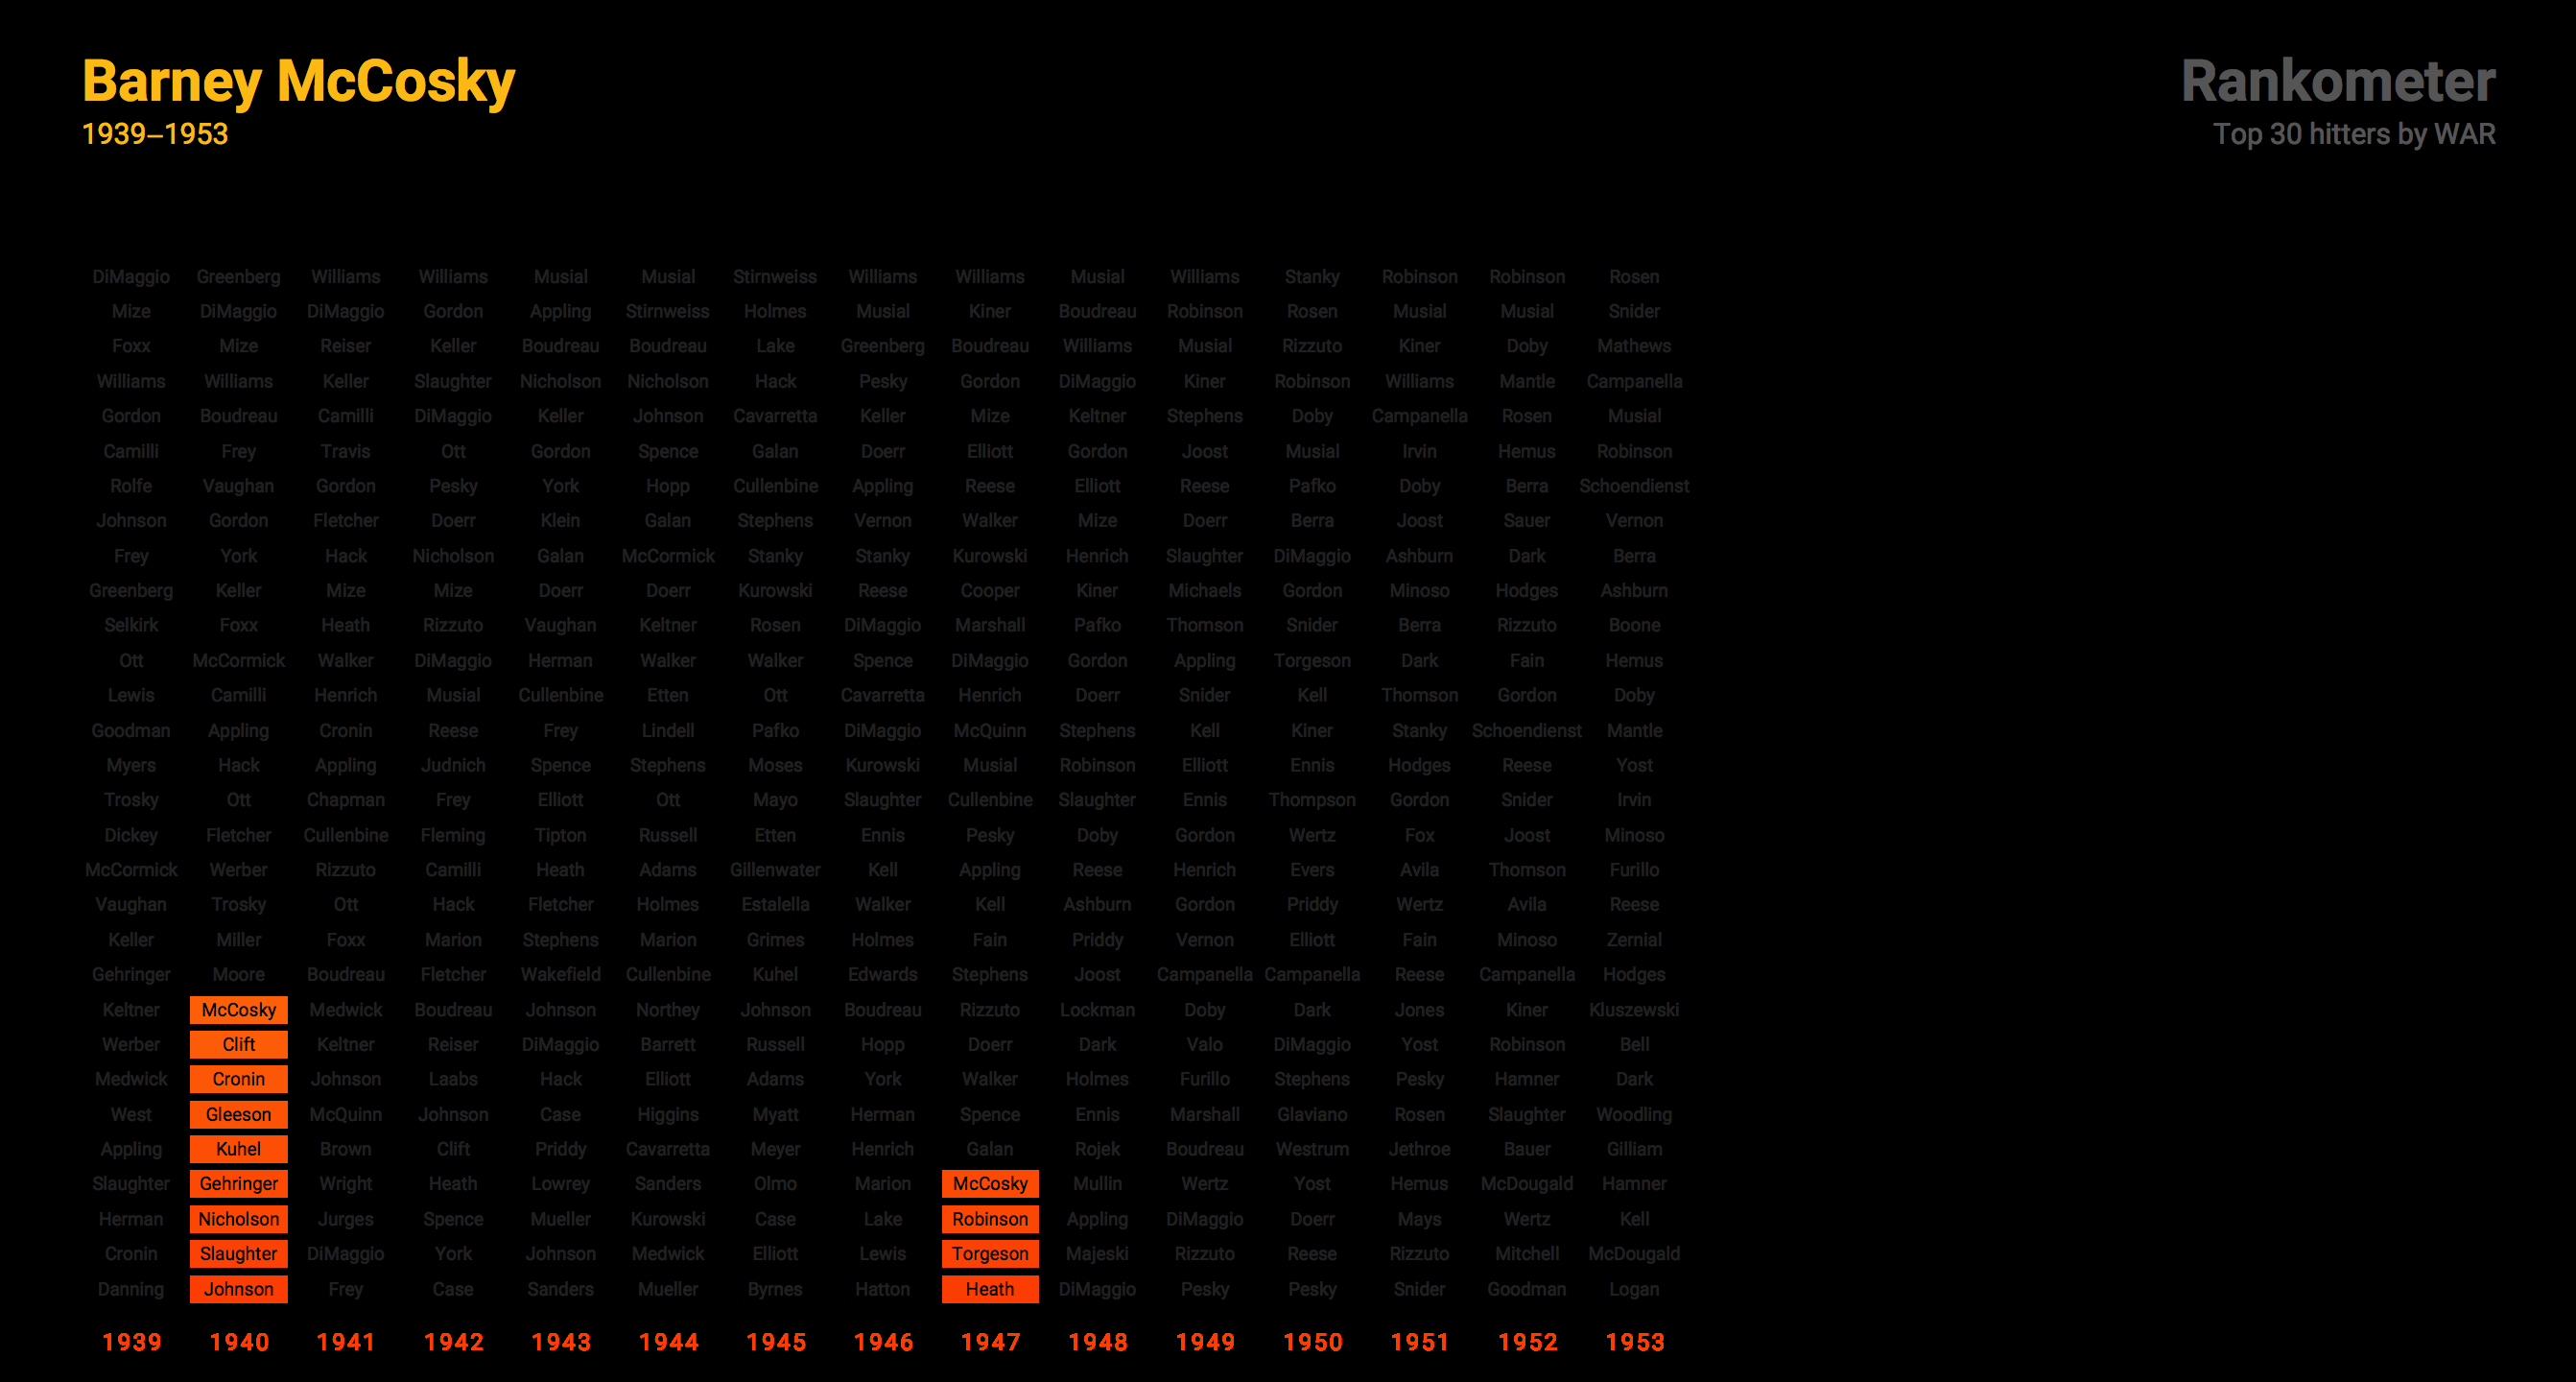 Barney McCosky
1939–1953
Rankometer
Top 30 hitters by WAR
DiMaggio Greenberg Williams Williams Musial Musial Stirnweiss Williams Williams Musial Williams Stanky Robinson Robinson Rosen
Mize DiMaggio DiMaggio Gordon Appling Stirnweiss Holmes Musial Kiner Boudreau Robinson Rosen Musial Musial Snider
Foxx Mize Reiser Keller Boudreau Boudreau Lake Greenberg Boudreau Williams Musial Rizzuto Kiner Doby Mathews
Williams Williams Keller Slaughter Nicholson Nicholson Hack Pesky Gordon DiMaggio Kiner Robinson Williams Mantle Campanella
Gordon Boudreau Camilli DiMaggio Keller Johnson Cavarretta Keller Mize Keltner Stephens Doby Campanella Rosen Musial
Camilli Frey Travis Ott Gordon Spence Galan Doerr Elliott Gordon Joost Musial Irvin Hemus Robinson
Rolfe Vaughan Gordon Pesky York Hopp Cullenbine Appling Reese Elliott Reese Pafko Doby Berra Schoendienst
Johnson Gordon Fletcher Doerr Klein Galan Stephens Vernon Walker Mize Doerr Berra Joost Sauer Vernon
Frey York Hack Nicholson Galan McCormick Stanky Stanky Kurowski Henrich Slaughter DiMaggio Ashburn Dark Berra
Greenberg Keller Mize Mize Doerr Doerr Kurowski Reese Cooper Kiner Michaels Gordon Minoso Hodges Ashburn
Selkirk Foxx Heath Rizzuto Vaughan Keltner Rosen DiMaggio Marshall Pafko Thomson Snider Berra Rizzuto Boone
Ott McCormick Walker DiMaggio Herman Walker Walker Spence DiMaggio Gordon Appling Torgeson Dark Fain Hemus
Lewis Camilli Henrich Musial Cullenbine Etten Ott Cavarretta Henrich Doerr Snider Kell Thomson Gordon Doby
Goodman Appling Cronin Reese Frey Lindell Pafko DiMaggio McQuinn Stephens Kell Kiner Stanky Schoendienst Mantle
Myers Hack Appling Judnich Spence Stephens Moses Kurowski Musial Robinson Elliott Ennis Hodges Reese Yost
Trosky Ott Chapman Frey Elliott Ott Mayo Slaughter Cullenbine Slaughter Ennis Thompson Gordon Snider Irvin
Dickey Fletcher Cullenbine Fleming Tipton Russell Etten Ennis Pesky Doby Gordon Wertz Fox Joost Minoso
McCormick Werber Rizzuto Camilli Heath Adams Gillenwater Kell Appling Reese Henrich Evers Avila Thomson Furillo
Vaughan Trosky Ott Hack Fletcher Holmes Estalella Walker Kell Ashburn Gordon Priddy Wertz Avila Reese
Keller Miller Foxx Marion Stephens Marion Grimes Holmes Fain Priddy Vernon Elliott Fain Minoso Zernial
Gehringer Moore Boudreau Fletcher Wakefield Cullenbine Kuhel Edwards Stephens Joost Campanella Campanella Reese Campanella Hodges
Keltner McCosky Medwick Boudreau Johnson Northey Johnson Boudreau Rizzuto Lockman Doby Dark Jones Kiner Kluszewski
Werber Clift Keltner Reiser DiMaggio Barrett Russell Hopp Doerr Dark Valo DiMaggio Yost Robinson Bell
Medwick Cronin Johnson Laabs Hack Elliott Adams York Walker Holmes Furillo Stephens Pesky Hamner Dark
West Gleeson McQuinn Johnson Case Higgins Myatt Herman Spence Ennis Marshall Glaviano Rosen Slaughter Woodling
Appling Kuhel Brown Clift Priddy Cavarretta Meyer Henrich Galan Rojek Boudreau Westrum Jethroe Bauer Gilliam
Slaughter Gehringer Wright Heath Lowrey Sanders Olmo Marion McCosky Mullin Wertz Yost Hemus McDougald Hamner
Herman Nicholson Jurges Spence Mueller Kurowski Case Lake Robinson Appling DiMaggio Doerr Mays Wertz Kell
Cronin Slaughter DiMaggio York Johnson Medwick Elliott Lewis Torgeson Majeski Rizzuto Reese Rizzuto Mitchell McDougald
Danning Johnson Frey Case Sanders Mueller Byrnes Hatton Heath DiMaggio Pesky Pesky Snider Goodman Logan
1939 1940 1941 1942 1943 1944 1945 1946 1947 1948 1949 1950 1951 1952 1953